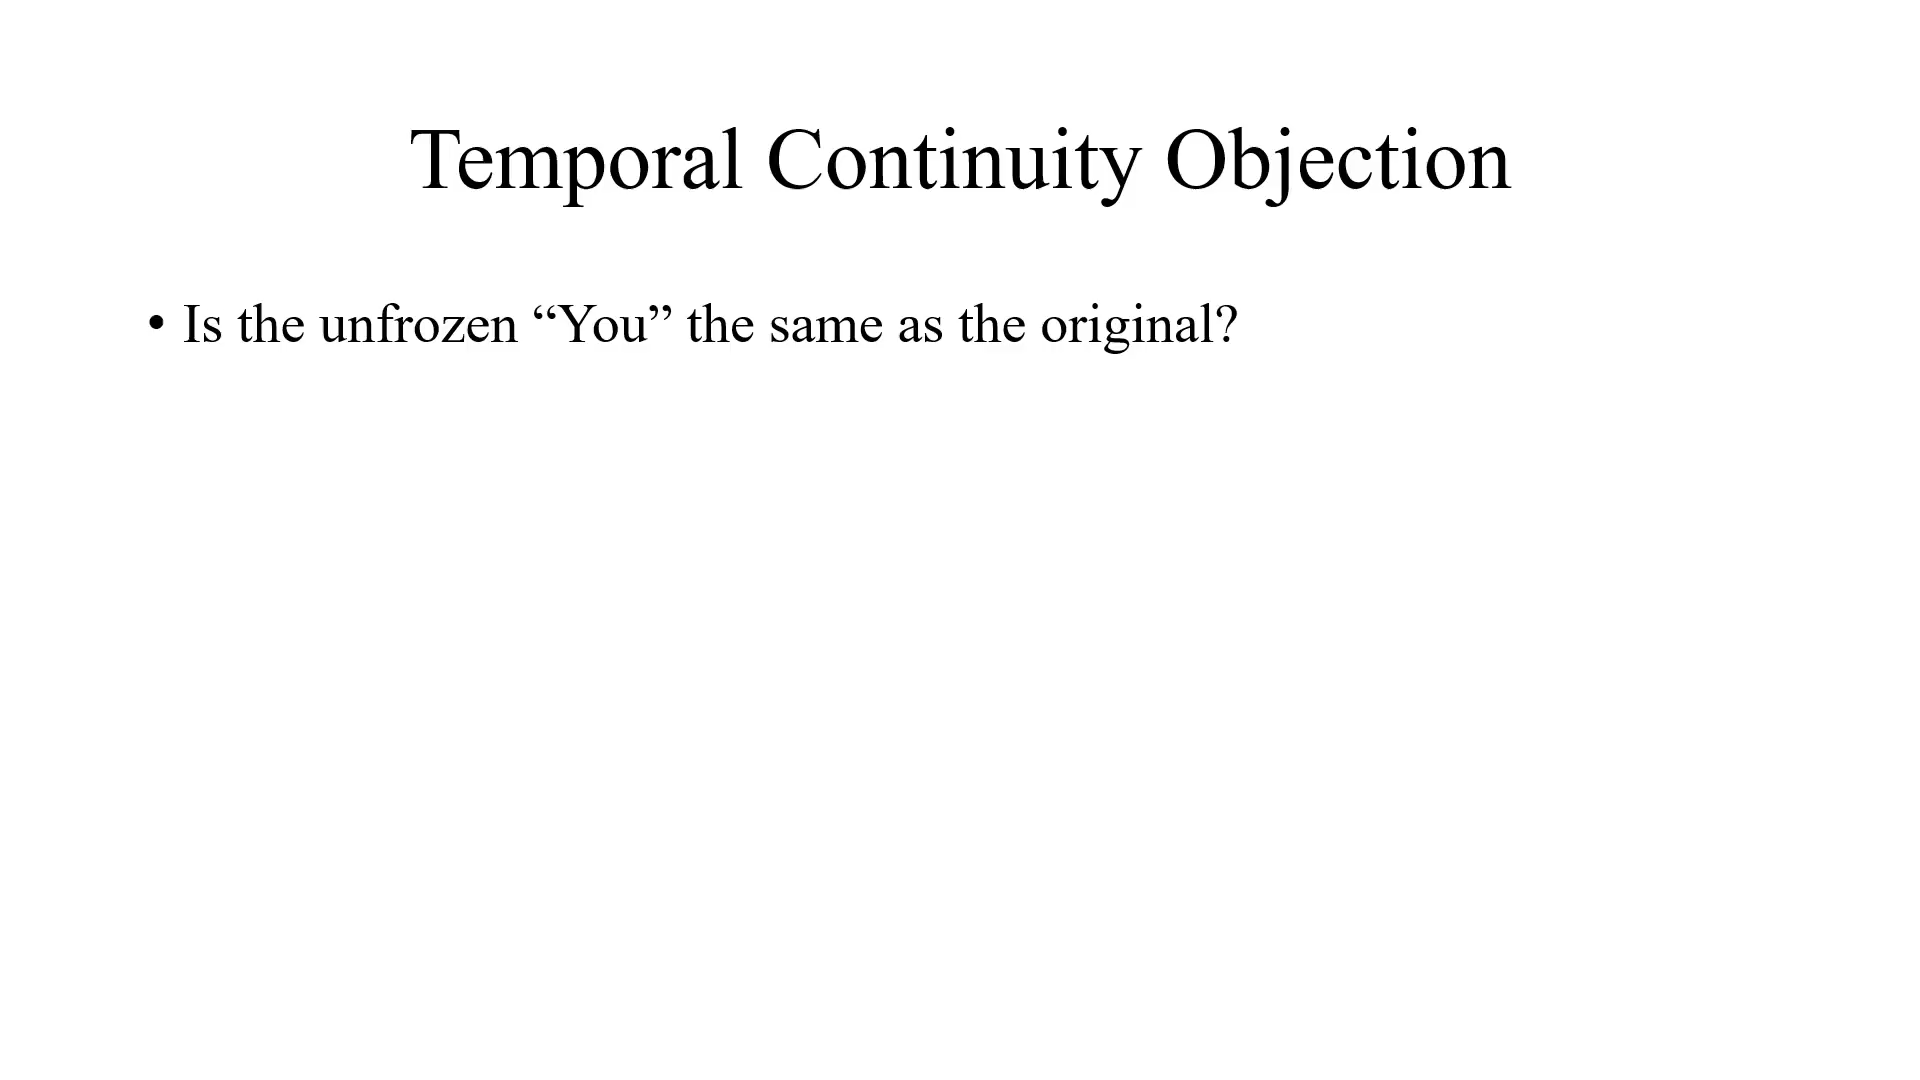 Temporal Continuity Objection
• Is the unfrozen “You” the same as the original?